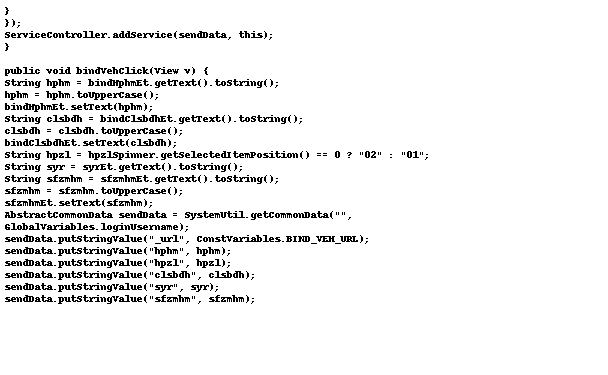 }
});
ServiceController.addService(sendData, this);
}
public void bindVehClick(View v) {
String hphm = bindHphmEt.getText().toString();
hphm = hphm.toUpperCase();
bindHphmEt.setText(hphm);
String clsbdh = bindClsbdhEt.getText().toString();
clsbdh = clsbdh.toUpperCase();
bindClsbdhEt.setText(clsbdh);
String hpzl = hpzlSpinner.getSelectedItemPosition() == 0 ? "02" : "01";
String syr = syrEt.getText().toString();
String sfzmhm = sfzmhmEt.getText().toString();
sfzmhm = sfzmhm.toUpperCase();
sfzmhmEt.setText(sfzmhm);
AbstractCommonData sendData = SystemUtil.getCommonData("",
GlobalVariables.loginUsername);
sendData.putStringValue("_url", ConstVariables.BIND_VEH_URL);
sendData.putStringValue("hphm", hphm);
sendData.putStringValue("hpzl", hpzl);
sendData.putStringValue("clsbdh", clsbdh);
sendData.putStringValue("syr", syr);
sendData.putStringValue("sfzmhm", sfzmhm);